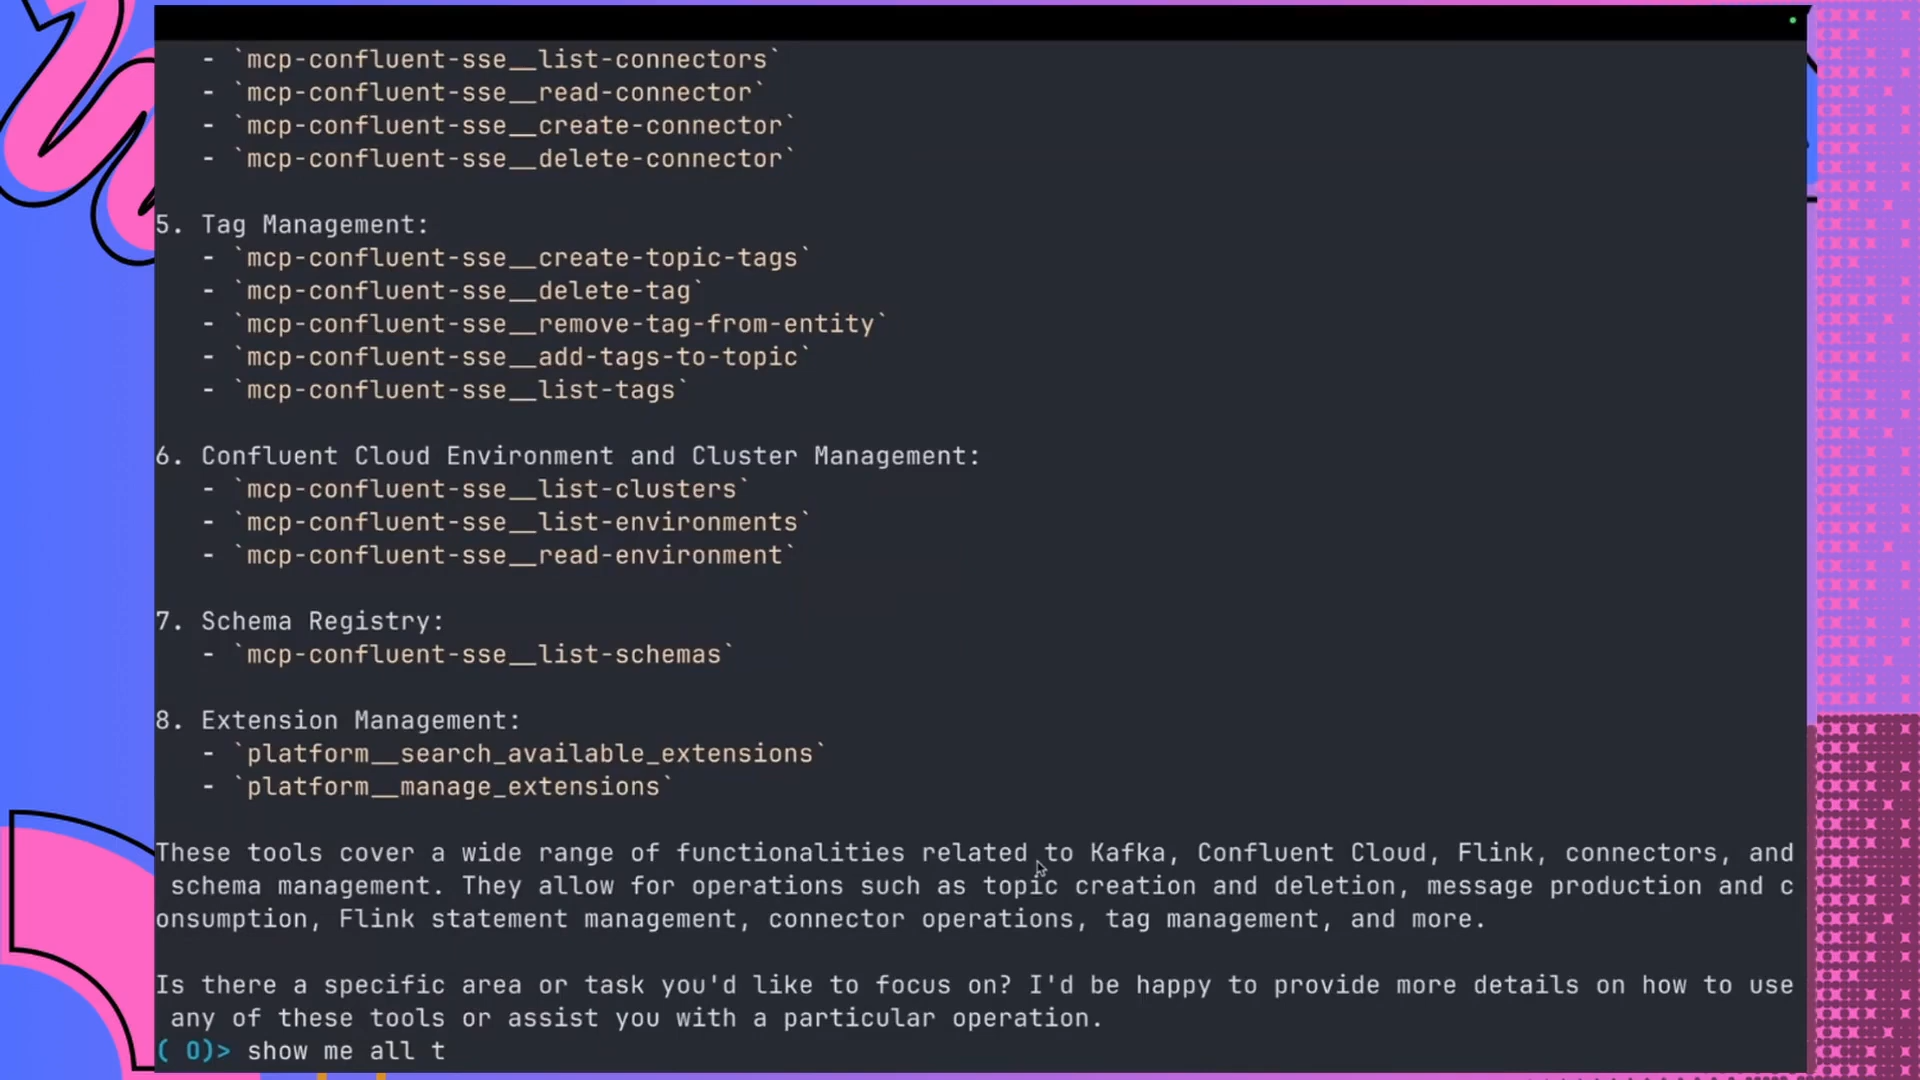 - `mcp-confluent-sse__list-connectors`
- `mcp-confluent-sse__read-connector`
- `mcp-confluent-sse__create-connector`
- `mcp-confluent-sse__delete-connector`
5. Tag Management:
- `mcp-confluent-sse__create-topic-tags`
- `mcp-confluent-sse__delete-tag`
- `mcp-confluent-sse__remove-tag-from-entity`
- `mcp-confluent-sse__add-tags-to-topic`
- `mcp-confluent-sse__list-tags`
6. Confluent Cloud Environment and Cluster Management:
- `mcp-confluent-sse__list-clusters`
- `mcp-confluent-sse__list-environments`
- `mcp-confluent-sse__read-environment`
7. Schema Registry:
- `mcp-confluent-sse__list-schemas`
8. Extension Management:
- `platform__search_available_extensions`
- `platform__manage_extensions`
These tools cover a wide range of functionalities related to Kafka, Confluent Cloud, Flink, connectors, and
schema management. They allow for operations such as topic creation and deletion, message production and c
onsumption, Flink statement management, connector operations, tag management, and more.
Is there a specific area or task you'd like to focus on? I'd be happy to provide more details on how to use
any of these tools or assist you with a particular operation.
( O)> show me all t